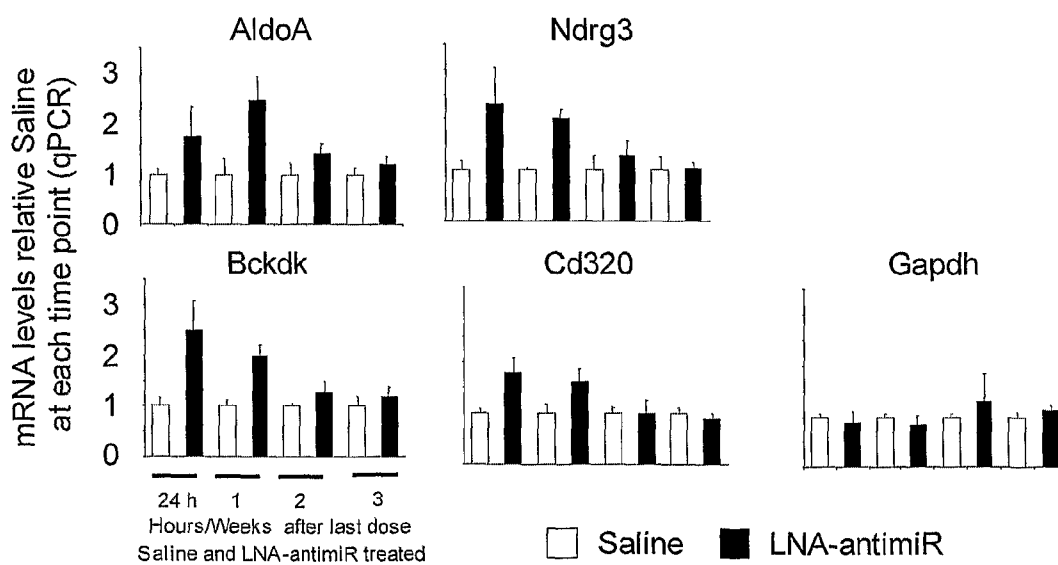 AldoA
Ndrg3
mRNA levels relative Saline
at each time point (qPCR)
3
2
1
0
Bckdk
Cd320
Gapdh
3
2
1
0
24 h 1 2 3
Hours/Weeks after last dose
Saline and LNA-antimiR treated
Saline LNA-antimiR